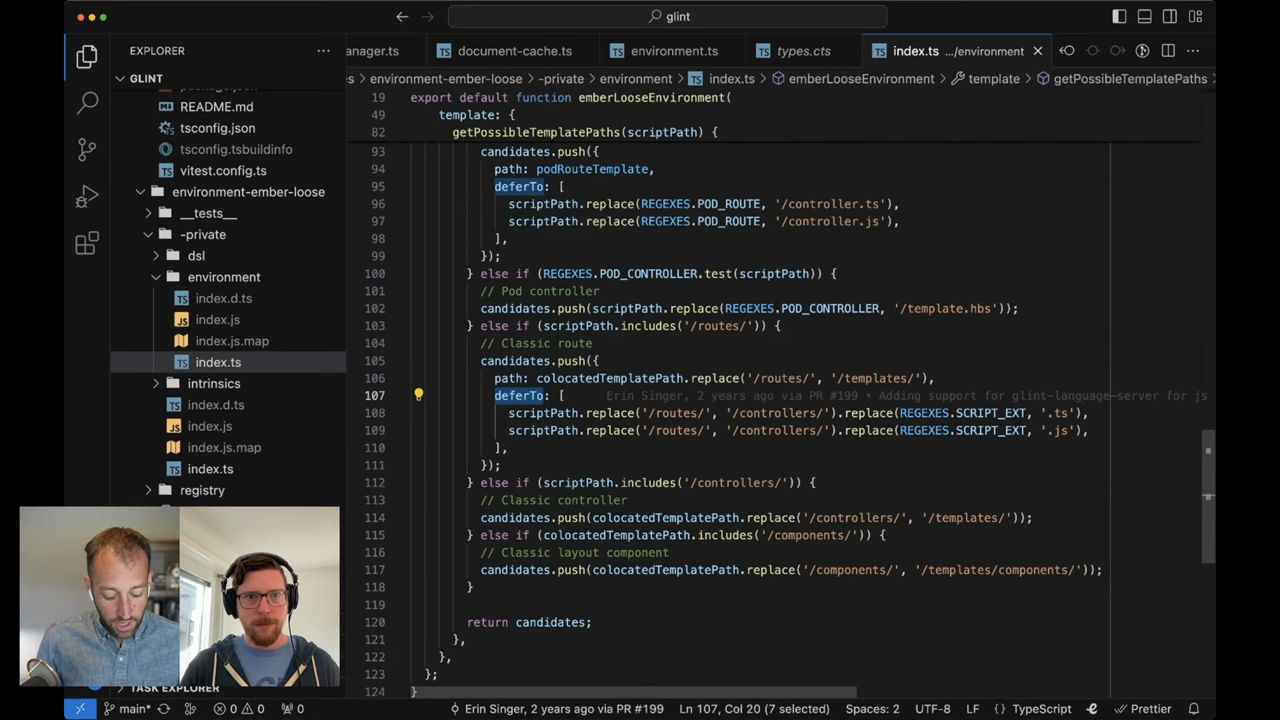 glint
EXPLORER
anager.ts
document-cache.ts
environment.ts
types.cts
index.ts .../environment
GLINT
es > environment-ember-loose > -private > environment > index.ts > emberLooseEnvironment > template > getPossibleTemplatePaths
README.md
tsconfig.json
tsconfig.tsbuildinfo
vitest.config.ts
environment-ember-loose
__tests__
-private
dsl
environment
index.d.ts
index.js
index.js.map
index.ts
intrinsics
index.d.ts
index.js
index.js.map
index.ts
registry
TASK EXPLORER
19 export default function emberLooseEnvironment(
49 template: {
82 getPossibleTemplatePaths(scriptPath) {
93 candidates.push({
94 path: podRouteTemplate,
95 deferTo: [
96 scriptPath.replace(REGEXES.POD_ROUTE, '/controller.ts'),
97 scriptPath.replace(REGEXES.POD_ROUTE, '/controller.js'),
98 ],
99 });
100 } else if (REGEXES.POD_CONTROLLER.test(scriptPath)) {
101 // Pod controller
102 candidates.push(scriptPath.replace(REGEXES.POD_CONTROLLER, '/template.hbs'));
103 } else if (scriptPath.includes('/routes/')) {
104 // Classic route
105 candidates.push({
106 path: colocatedTemplatePath.replace('/routes/', '/templates/'),
107 deferTo: [ Erin Singer, 2 years ago via PR #199 • Adding support for glint-language-server for js
108 scriptPath.replace('/routes/', '/controllers/').replace(REGEXES.SCRIPT_EXT, '.ts'),
109 scriptPath.replace('/routes/', '/controllers/').replace(REGEXES.SCRIPT_EXT, '.js'),
110 ],
111 });
112 } else if (scriptPath.includes('/controllers/')) {
113 // Classic controller
114 candidates.push(colocatedTemplatePath.replace('/controllers/', '/templates/'));
115 } else if (colocatedTemplatePath.includes('/components/')) {
116 // Classic layout component
117 candidates.push(colocatedTemplatePath.replace('/components/', '/templates/components/'));
118 }
119
120 return candidates;
121 },
122 },
123 };
124 }
main* 0 0 0 Erin Singer, 2 years ago via PR #199 Ln 107, Col 20 (7 selected) Spaces: 2 UTF-8 LF TypeScript Prettier